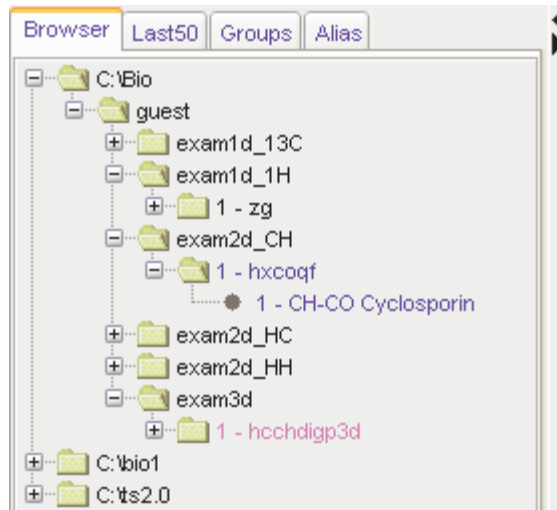 Browser Last50 Groups Alias
C:\Bio
guest
exam1d_13C
exam1d_1H
1 - zg
exam2d_CH
1 - hxcoqf
1 - CH-CO Cyclosporin
exam2d_HC
exam2d_HH
exam3d
1 - hcchdigp3d
C:\bio1
C:\ts2.0